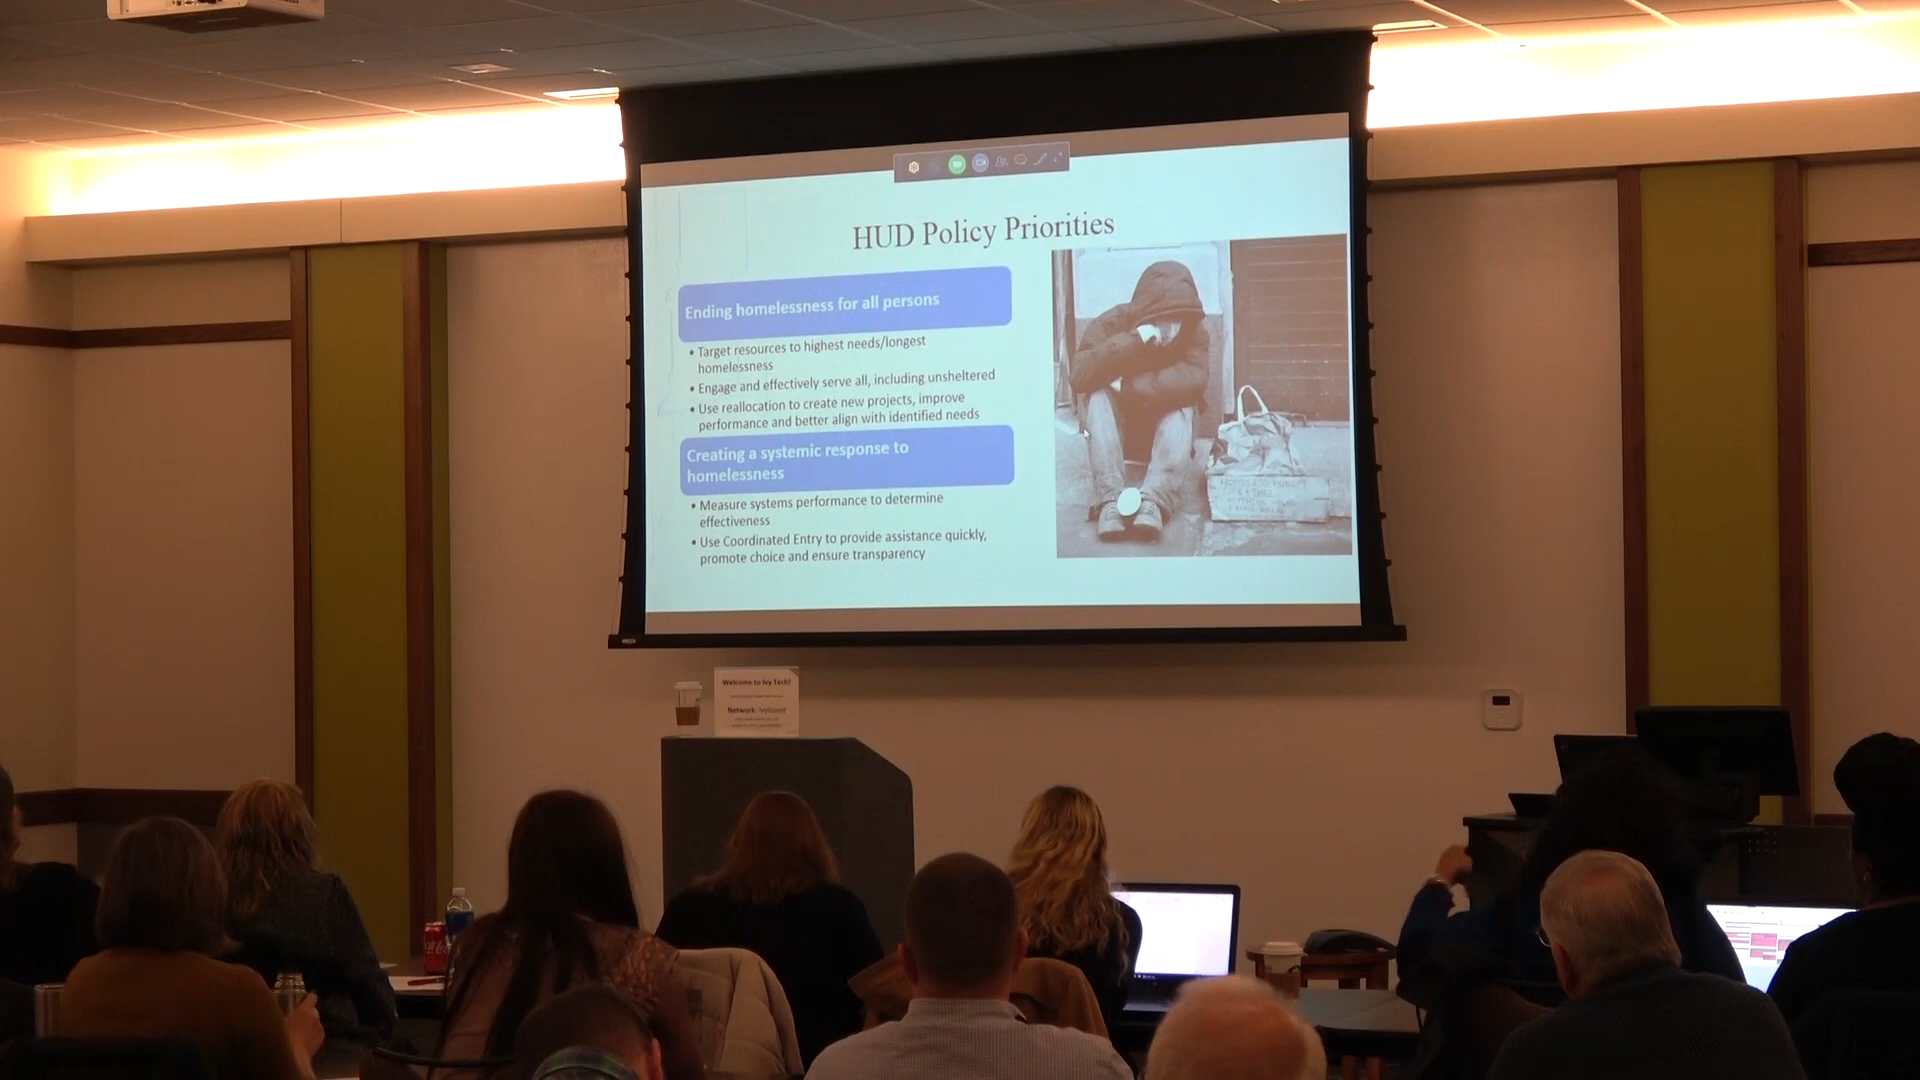 HUD Policy Priorities
Ending homelessness for all persons
• Target resources to highest needs/longest
homelessness
• Engage and effectively serve all, including unsheltered
• Use reallocation to create new projects, improve
performance and better align with identified needs
Creating a systemic response to
homelessness
• Measure systems performance to determine
effectiveness
• Use Coordinated Entry to provide assistance quickly,
promote choice and ensure transparency
Welcome to Ivy Tech!
Network: IvyGuest